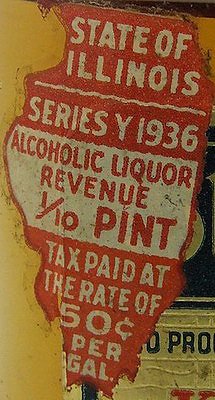 STATE OF
ILLINOIS
SERIES Y 1936
ALCOHOLIC LIQUOR
REVENUE
1/10 PINT
TAX PAID AT
THE RATE OF
50¢
PER
GAL.